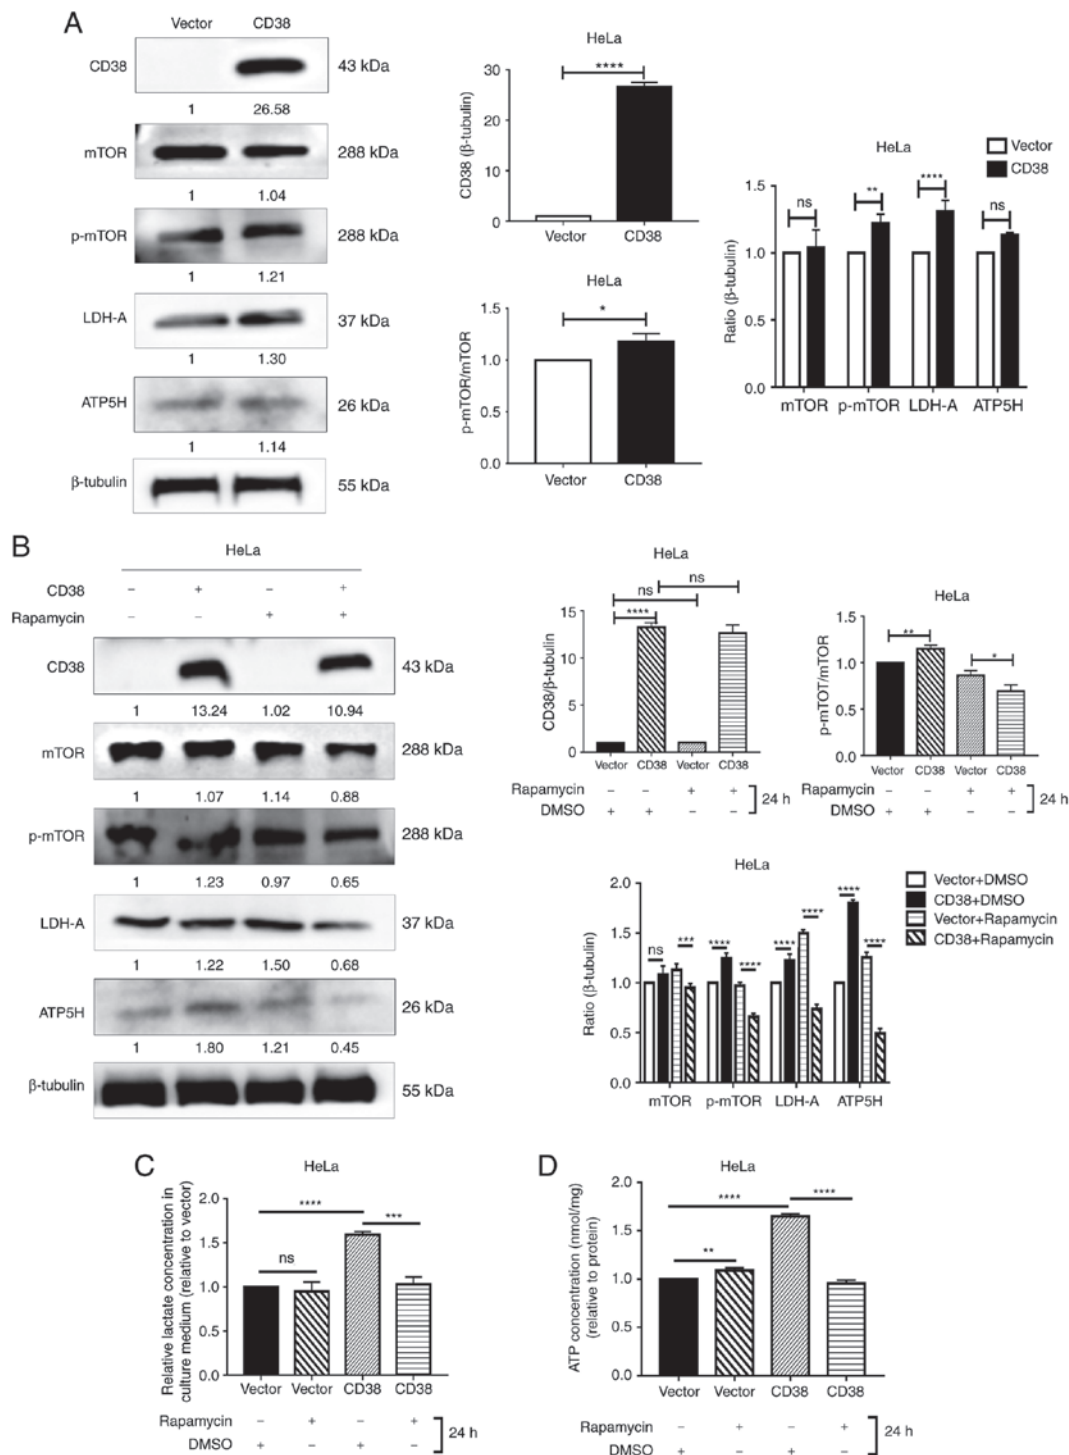 A
Vector CD38
CD38 43 kDa
1 26.58
mTOR 288 kDa
1 1.04
p-mTOR 288 kDa
1 1.21
LDH-A 37 kDa
1 1.30
ATP5H 26 kDa
1 1.14
β-tubulin 55 kDa
HeLa
****
CD38 (β-tubulin)
30
20
10
0
Vector CD38
HeLa
*
p-mTOR/mTOR
1.5
1.0
0.5
0.0
Vector CD38
HeLa
Vector
CD38
ns ** **** ns
Ratio (β-tubulin)
1.5
1.0
0.5
0.0
mTOR p-mTOR LDH-A ATP5H
B
HeLa
CD38 – + – +
Rapamycin – – + +
CD38 43 kDa
1 13.24 1.02 10.94
mTOR 288 kDa
1 1.07 1.14 0.88
p-mTOR 288 kDa
1 1.23 0.97 0.65
LDH-A 37 kDa
1 1.22 1.50 0.68
ATP5H 26 kDa
1 1.80 1.21 0.45
β-tubulin 55 kDa
HeLa
ns
ns
****
CD38/β-tubulin
15
10
5
0
Vector CD38 Vector CD38
Rapamycin – – + +
DMSO + + – –
24 h
HeLa
** *
p-mTOT/mTOR
1.5
1.0
0.5
0.0
Vector CD38 Vector CD38
Rapamycin – – + +
DMSO + + – –
24 h
HeLa
Vector+DMSO
CD38+DMSO
Vector+Rapamycin
CD38+Rapamycin
ns *** **** **** **** **** **** ****
Ratio (β-tubulin)
2.0
1.5
1.0
0.5
0.0
mTOR p-mTOR LDH-A ATP5H
C
HeLa
**** ***
ns
Relative lactate concentration in
culture medium (relative to vector)
2.0
1.5
1.0
0.5
0.0
Vector Vector CD38 CD38
Rapamycin – + – +
DMSO + – + –
24 h
D
HeLa
**** ****
**
ATP concentration (nmol/mg)
(relative to protein)
2.0
1.5
1.0
0.5
0.0
Vector Vector CD38 CD38
Rapamycin – + – +
DMSO + – + –
24 h